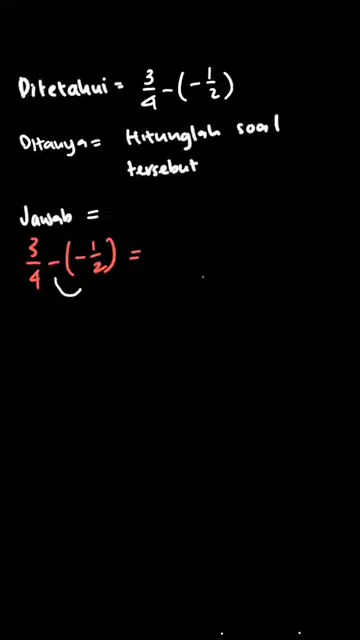 Diketahui = 3/4 - (-1/2)
Ditanya = Hitunglah soal
tersebut
Jawab =
3/4 - (-1/2) =